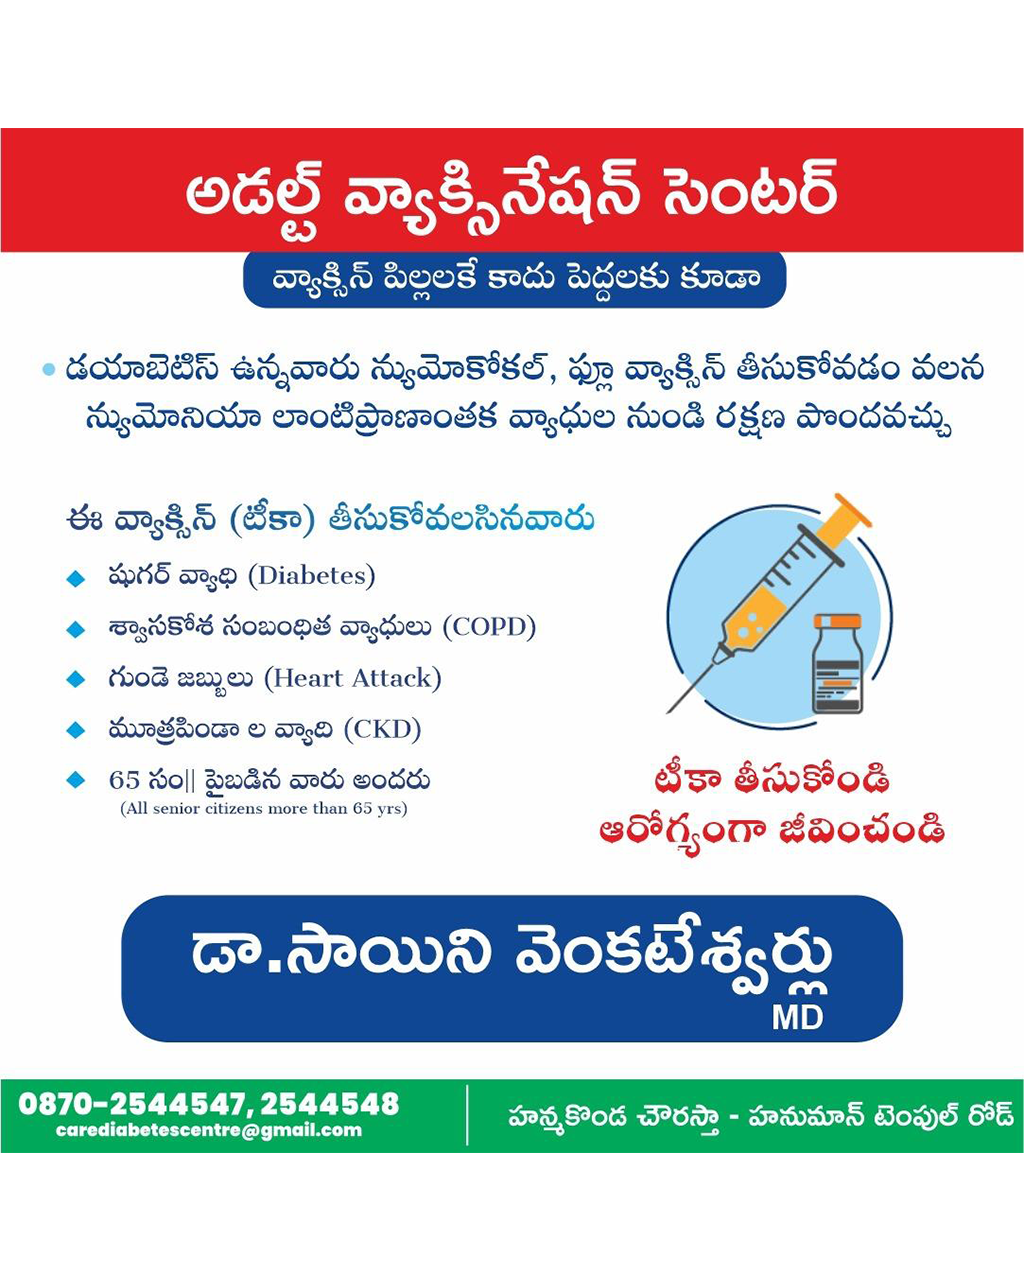 అడల్ట్ వ్యాక్సినేషన్ సెంటర్
వ్యాక్సిన్ పిల్లలకే కాదు పెద్దలకు కూడా
• డయాబెటిస్ ఉన్నవారు న్యుమోకోకల్, ఫ్లూ వ్యాక్సిన్ తీసుకోవడం వలన
న్యుమోనియా లాంటిప్రాణాంతక వ్యాధుల నుండి రక్షణ పొందవచ్చు
ఈ వ్యాక్సిన్ (టీకా) తీసుకోవలసినవారు
◆ షుగర్ వ్యాధి (Diabetes)
◆ శ్వాసకోశ సంబంధిత వ్యాధులు (COPD)
◆ గుండె జబ్బులు (Heart Attack)
◆ మూత్రపిండా ల వ్యాది (CKD)
◆ 65 సం|| పైబడిన వారు అందరు
(All senior citizens more than 65 yrs)
టీకా తీసుకోండి
ఆరోగ్యంగా జీవించండి
డా.సాయిని వెంకటేశ్వర్లు
MD
0870-2544547, 2544548
carediabetescentre@gmail.com
హన్మకొండ చౌరస్తా - హనుమాన్ టెంపుల్ రోడ్